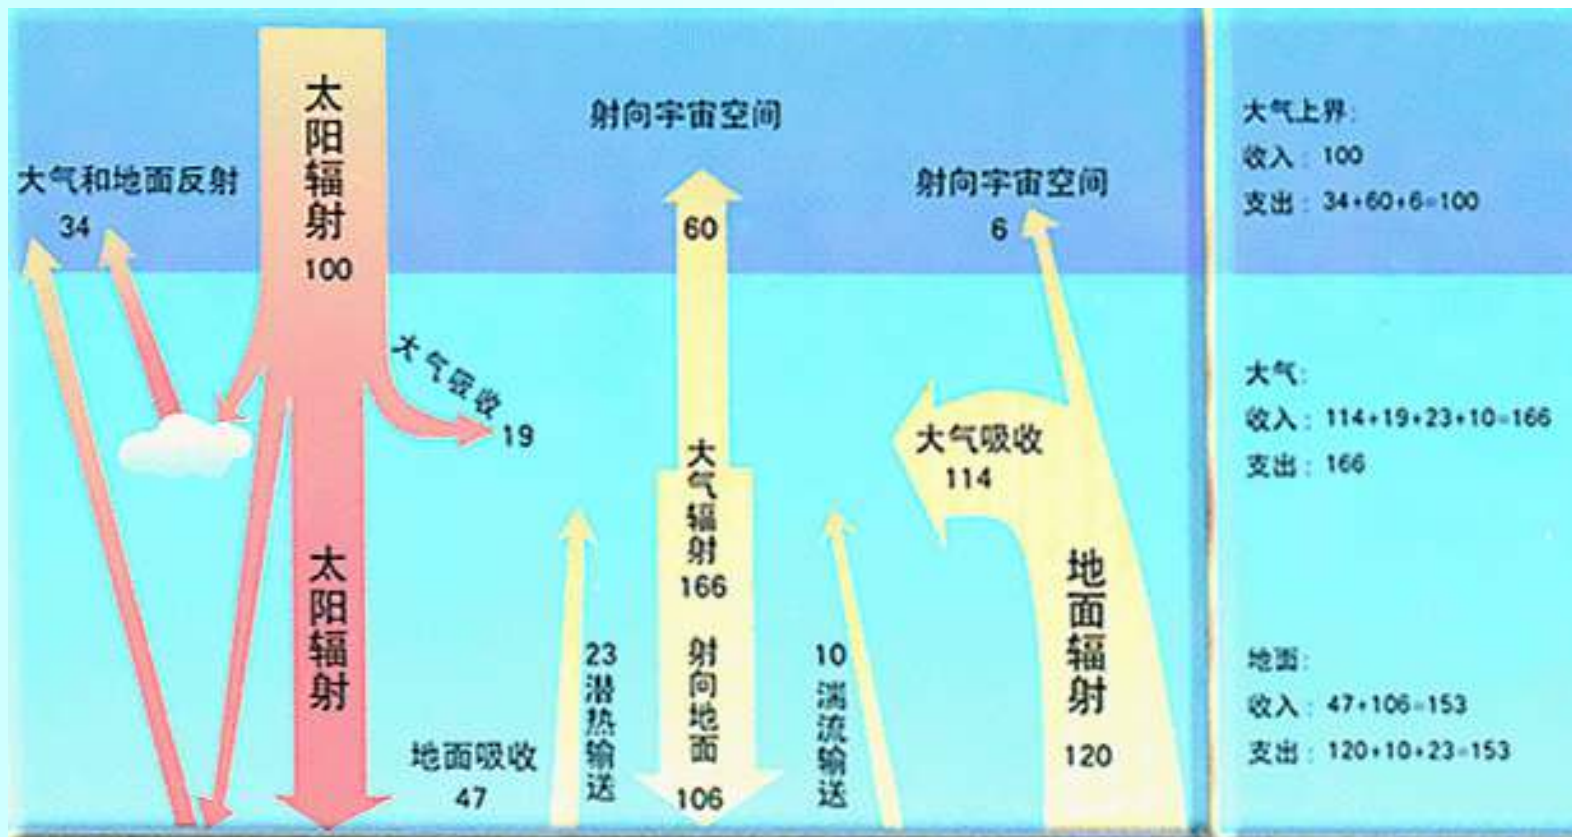 太阳辐射
100
大气和地面反射
34
大气吸收
19
太阳辐射
地面吸收
47
射向宇宙空间
60
大气辐射
166
射向地面
106
23
潜热输送
10
湍流输送
射向宇宙空间
6
大气吸收
114
地面辐射
120
大气上界:
收入: 100
支出: 34+60+6=100
大气:
收入: 114+19+23+10=166
支出: 166
地面:
收入: 47+106=153
支出: 120+10+23=153